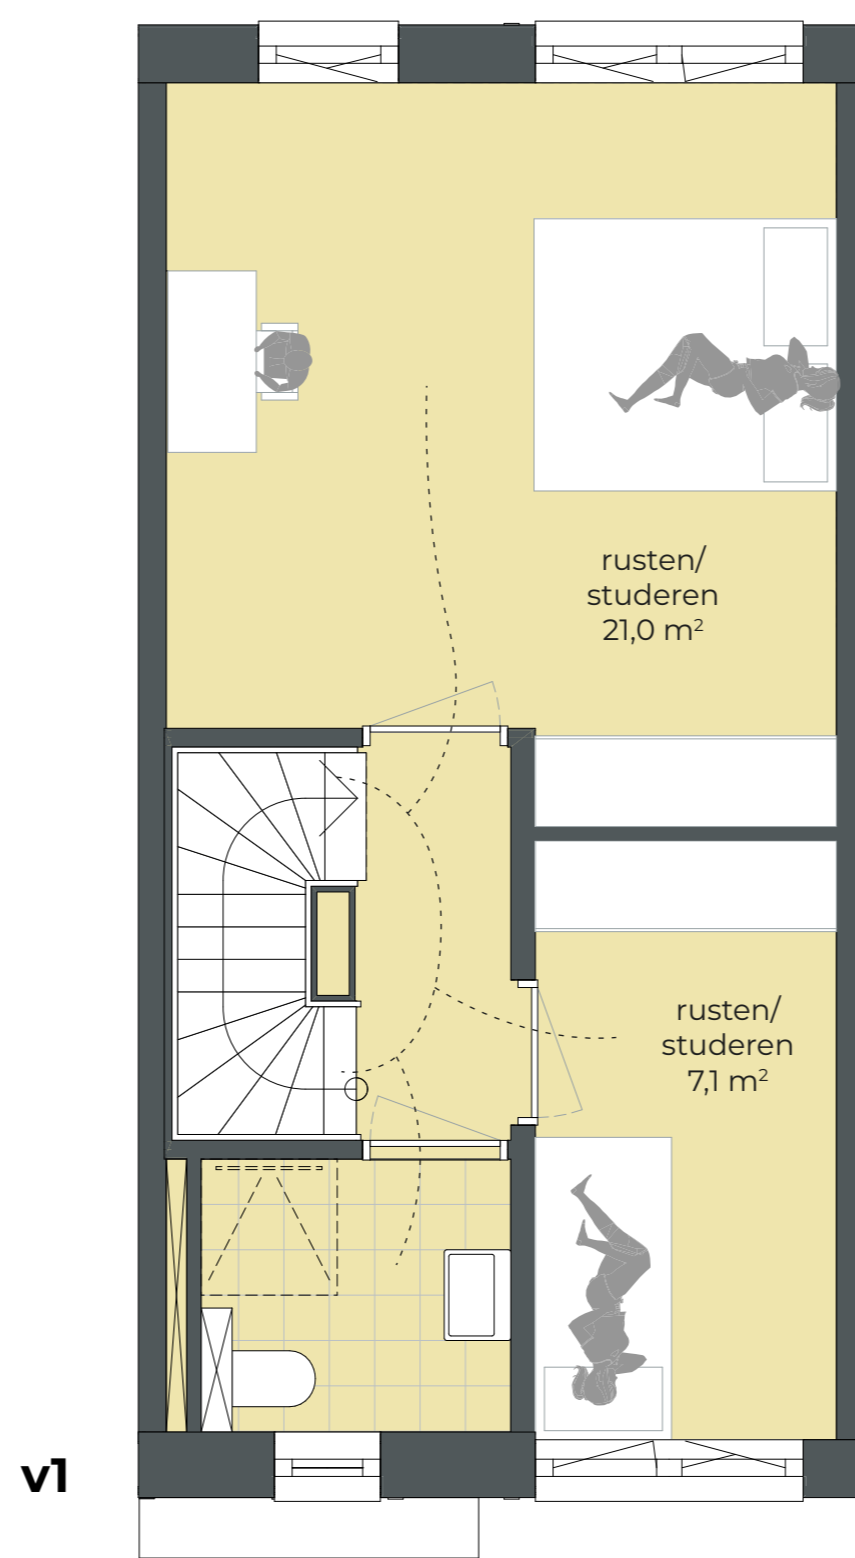 rusten/
studeren
21,0 m²
rusten/
studeren
7,1 m²
v1